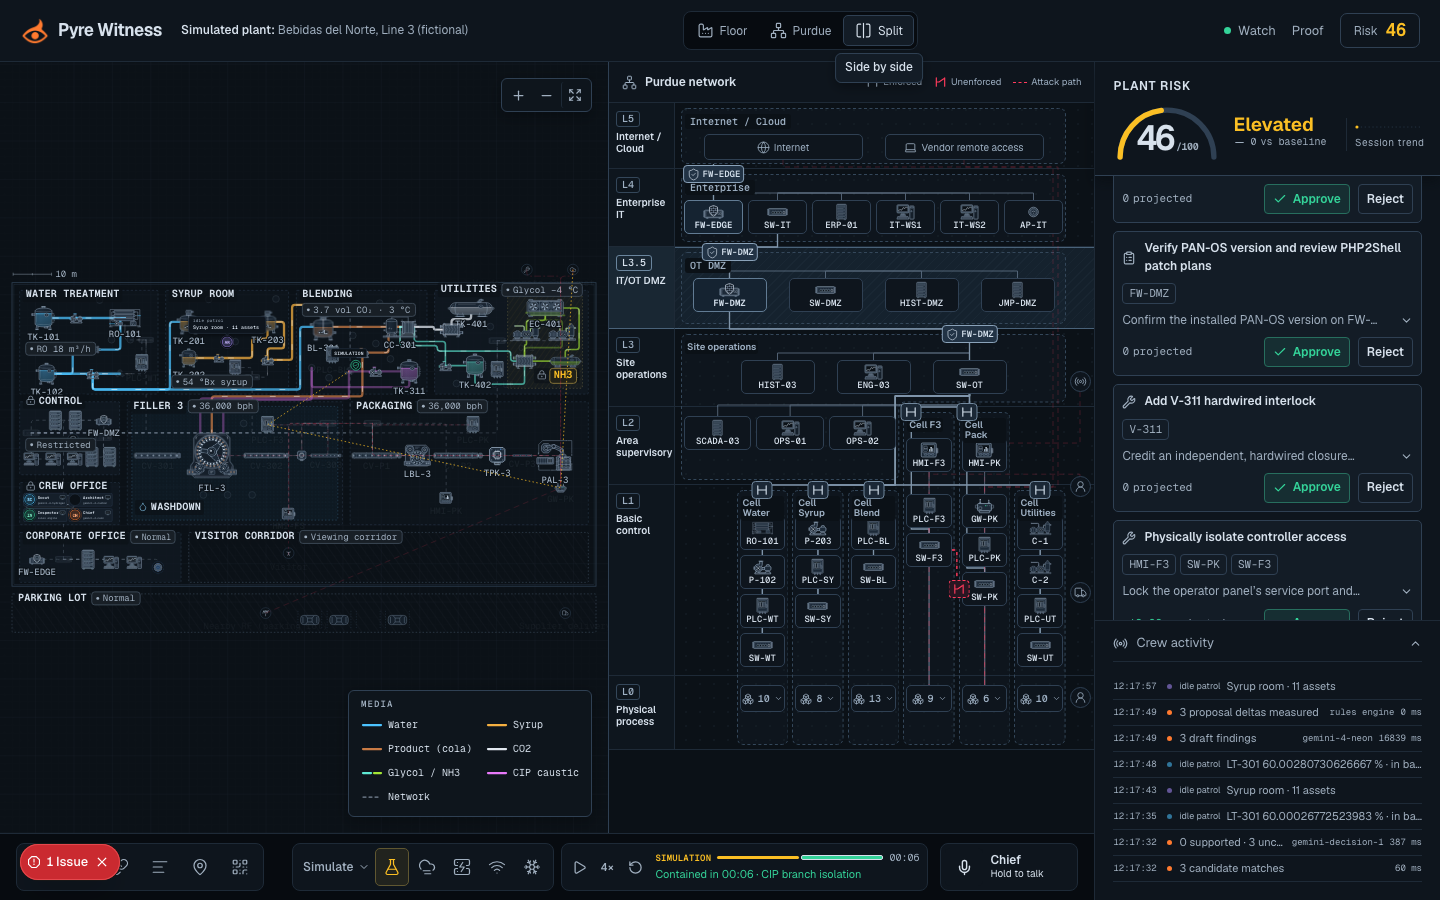 Pyre Witness
Simulated plant: Bebidas del Norte, Line 3 (fictional)
Floor
Purdue
Split
Side by side
Watch
Proof
Risk 46
10 m
WATER TREATMENT
SYRUP ROOM
BLENDING
UTILITIES
Glycol -4 °C
3.7 vol CO₂ · 3 °C
idle patrol
Syrup room · 11 assets
TK-101
RO-101
TK-201
TK-203
TK-401
EC-401
CC-301
RO 18 m³/h
SIMULATION
54 °Bx syrup
TK-311
TK-402
NH3
TK-102
CONTROL
FILLER 3
36,000 bph
PACKAGING
36,000 bph
FW-DMZ
Restricted
FIL-3
LBL-3
TPK-3
PAL-3
CREW OFFICE
Scout
Architect
Inspector
Chief
WASHDOWN
CORPORATE OFFICE
Normal
VISITOR CORRIDOR
Viewing corridor
FW-EDGE
PARKING LOT
Normal
MEDIA
Water
Syrup
Product (cola)
CO2
Glycol / NH3
CIP caustic
Network
Purdue network
Unenforced
Attack path
L5
Internet / Cloud
Internet / Cloud
Internet
Vendor remote access
FW-EDGE
L4
Enterprise IT
Enterprise
FW-EDGE
SW-IT
ERP-01
IT-WS1
IT-WS2
AP-IT
FW-DMZ
L3.5
IT/OT DMZ
OT DMZ
FW-DMZ
SW-DMZ
HIST-DMZ
JMP-DMZ
FW-DMZ
L3
Site operations
Site operations
HIST-03
ENG-03
SW-OT
L2
Area supervisory
SCADA-03
OPS-01
OPS-02
Cell F3
Cell Pack
HMI-F3
HMI-PK
L1
Basic control
Cell Water
Cell Syrup
Cell Blend
Cell Utilities
PLC-F3
GW-PK
RO-101
P-203
PLC-BL
SW-F3
PLC-PK
C-1
P-102
PLC-SY
SW-BL
SW-PK
C-2
PLC-WT
SW-SY
PLC-UT
SW-WT
SW-UT
L0
Physical process
10
8
13
9
6
10
PLANT RISK
46 /100
Elevated
— 0 vs baseline
Session trend
0 projected
Approve
Reject
Verify PAN-OS version and review PHP2Shell patch plans
FW-DMZ
Confirm the installed PAN-OS version on FW-...
0 projected
Approve
Reject
Add V-311 hardwired interlock
V-311
Credit an independent, hardwired closure...
0 projected
Approve
Reject
Physically isolate controller access
HMI-F3
SW-PK
SW-F3
Lock the operator panel's service port and...
Crew activity
12:17:57 idle patrol Syrup room · 11 assets
12:17:49 3 proposal deltas measured rules engine 0 ms
12:17:49 3 draft findings gemini-4-neon 16839 ms
12:17:48 idle patrol LT-301 60.00280730626667 % · in ba...
12:17:43 idle patrol Syrup room · 11 assets
12:17:35 idle patrol LT-301 60.00026772523983 % · in ba...
12:17:32 0 supported · 3 unc... gemini-decision-1 387 ms
12:17:32 3 candidate matches 60 ms
1 Issue
Simulate
4×
SIMULATION
00:06
Contained in 00:06 · CIP branch isolation
Chief
Hold to talk